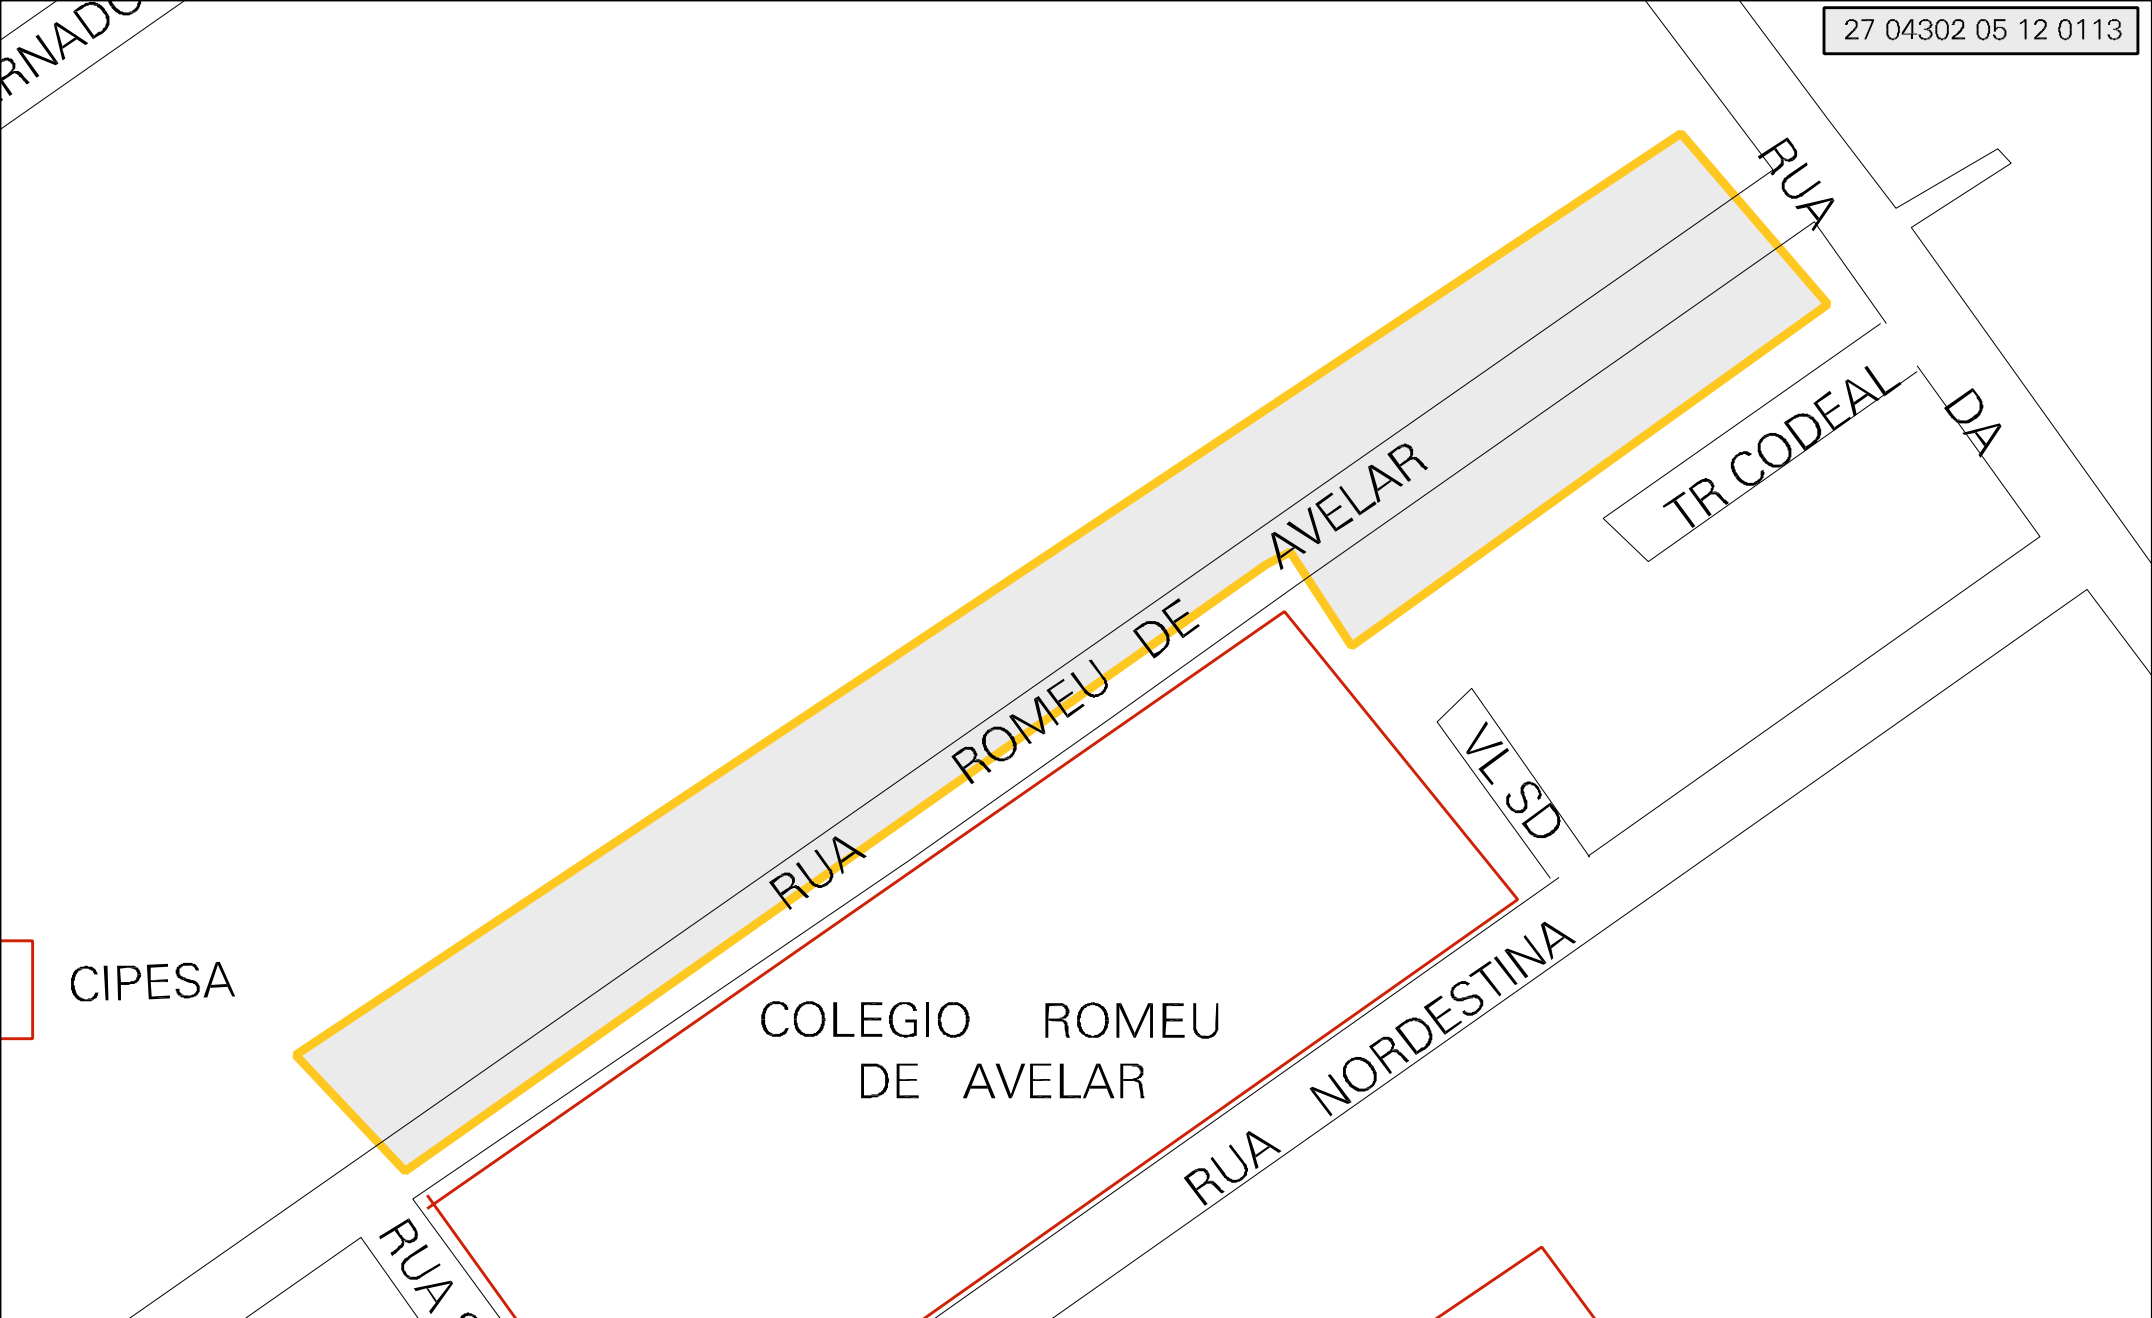 27 04302 05 12 0113
RUA
DA
TR CODEAL
RUA ROMEU DE AVELAR
VL SD
CIPESA
COLEGIO ROMEU
DE AVELAR
RUA NORDESTINA
RUA